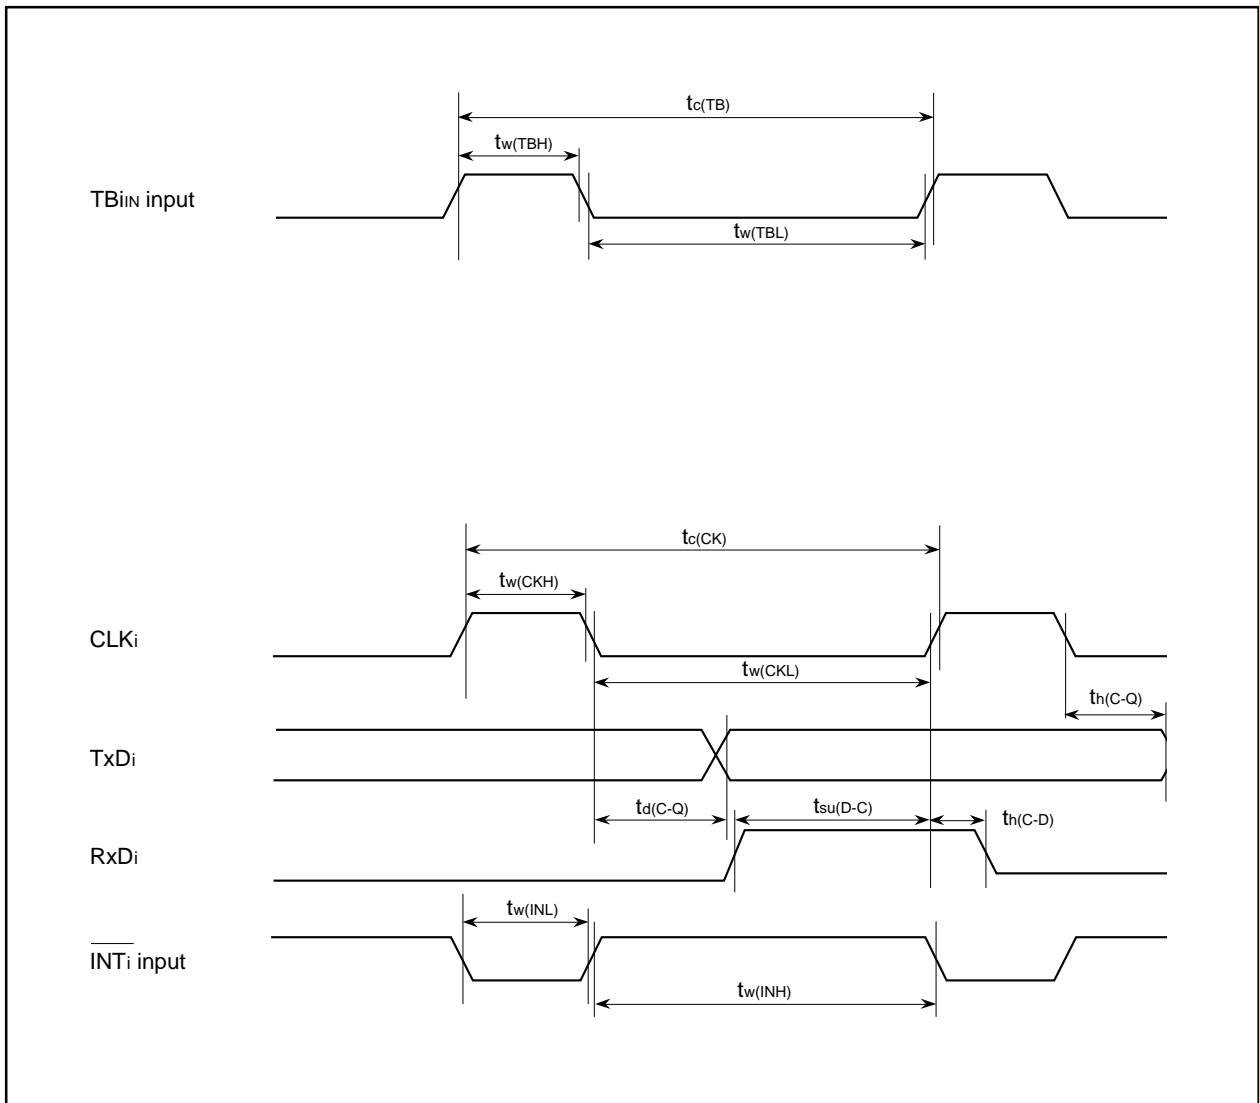 tc(TB)
tw(TBH)
TBiIN input
tw(TBL)
tc(CK)
tw(CKH)
CLKi
tw(CKL)
th(C-Q)
TxDi
td(C-Q)
tsu(D-C)
th(C-D)
RxDi
tw(INL)
INTi input
tw(INH)